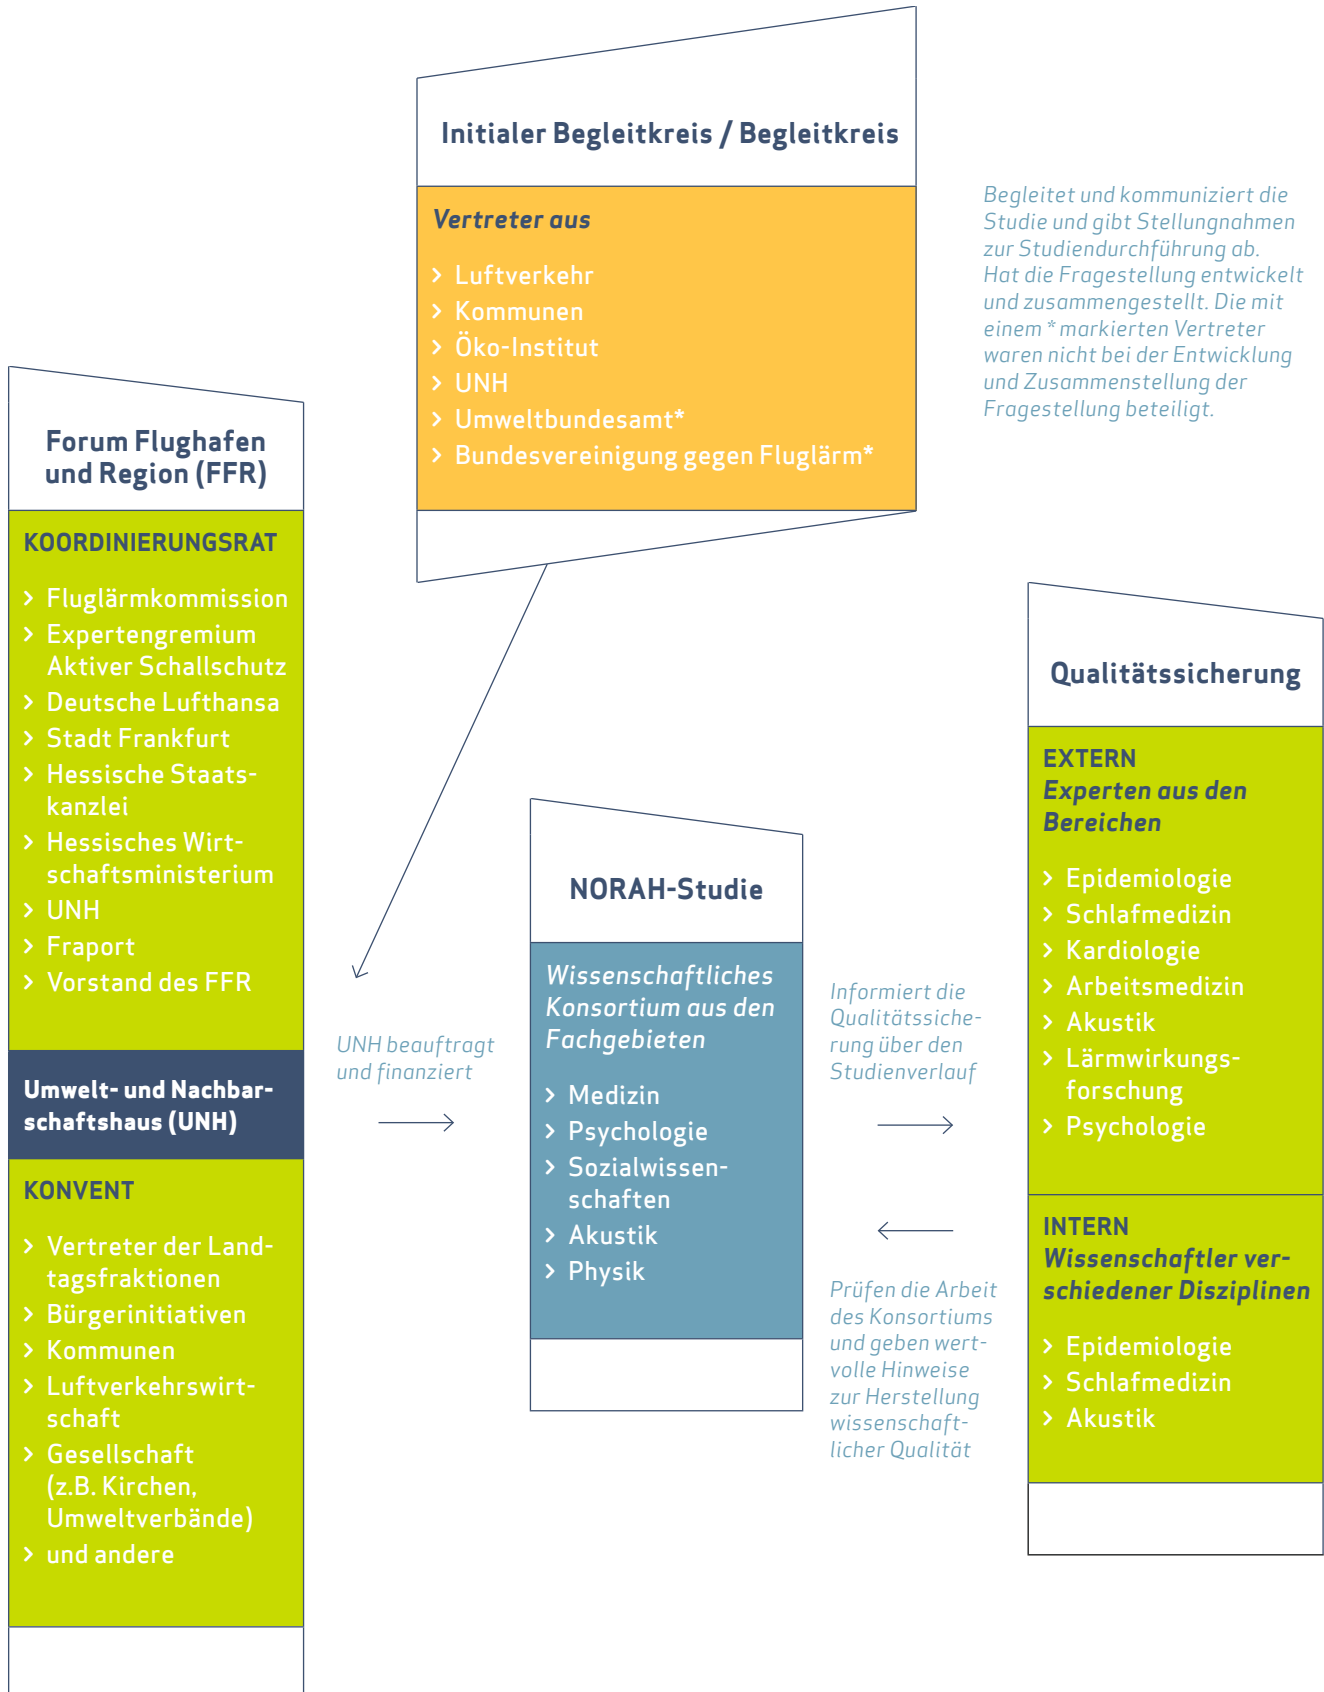 Initialer Begleitkreis / Begleitkreis
Vertreter aus
> Luftverkehr
> Kommunen
> Öko-Institut
> UNH
> Umweltbundesamt*
> Bundesvereinigung gegen Fluglärm*
Begleitet und kommuniziert die
Studie und gibt Stellungnahmen
zur Studiendurchführung ab.
Hat die Fragestellung entwickelt
und zusammengestellt. Die mit
einem * markierten Vertreter
waren nicht bei der Entwicklung
und Zusammenstellung der
Fragestellung beteiligt.
Forum Flughafen
und Region (FFR)
KOORDINIERUNGSRAT
> Fluglärmkommission
> Expertengremium
Aktiver Schallschutz
> Deutsche Lufthansa
> Stadt Frankfurt
> Hessische Staats-
kanzlei
> Hessisches Wirt-
schaftsministerium
> UNH
> Fraport
> Vorstand des FFR
Umwelt- und Nachbar-
schaftshaus (UNH)
KONVENT
> Vertreter der Land-
tagsfraktionen
> Bürgerinitiativen
> Kommunen
> Luftverkehrswirt-
schaft
> Gesellschaft
(z.B. Kirchen,
Umweltverbände)
> und andere
UNH beauftragt
und finanziert
NORAH-Studie
Wissenschaftliches
Konsortium aus den
Fachgebieten
> Medizin
> Psychologie
> Sozialwissen-
schaften
> Akustik
> Physik
Informiert die
Qualitätssiche-
rung über den
Studienverlauf
Prüfen die Arbeit
des Konsortiums
und geben wert-
volle Hinweise
zur Herstellung
wissenschaft-
licher Qualität
Qualitätssicherung
EXTERN
Experten aus den
Bereichen
> Epidemiologie
> Schlafmedizin
> Kardiologie
> Arbeitsmedizin
> Akustik
> Lärmwirkungs-
forschung
> Psychologie
INTERN
Wissenschaftler ver-
schiedener Disziplinen
> Epidemiologie
> Schlafmedizin
> Akustik